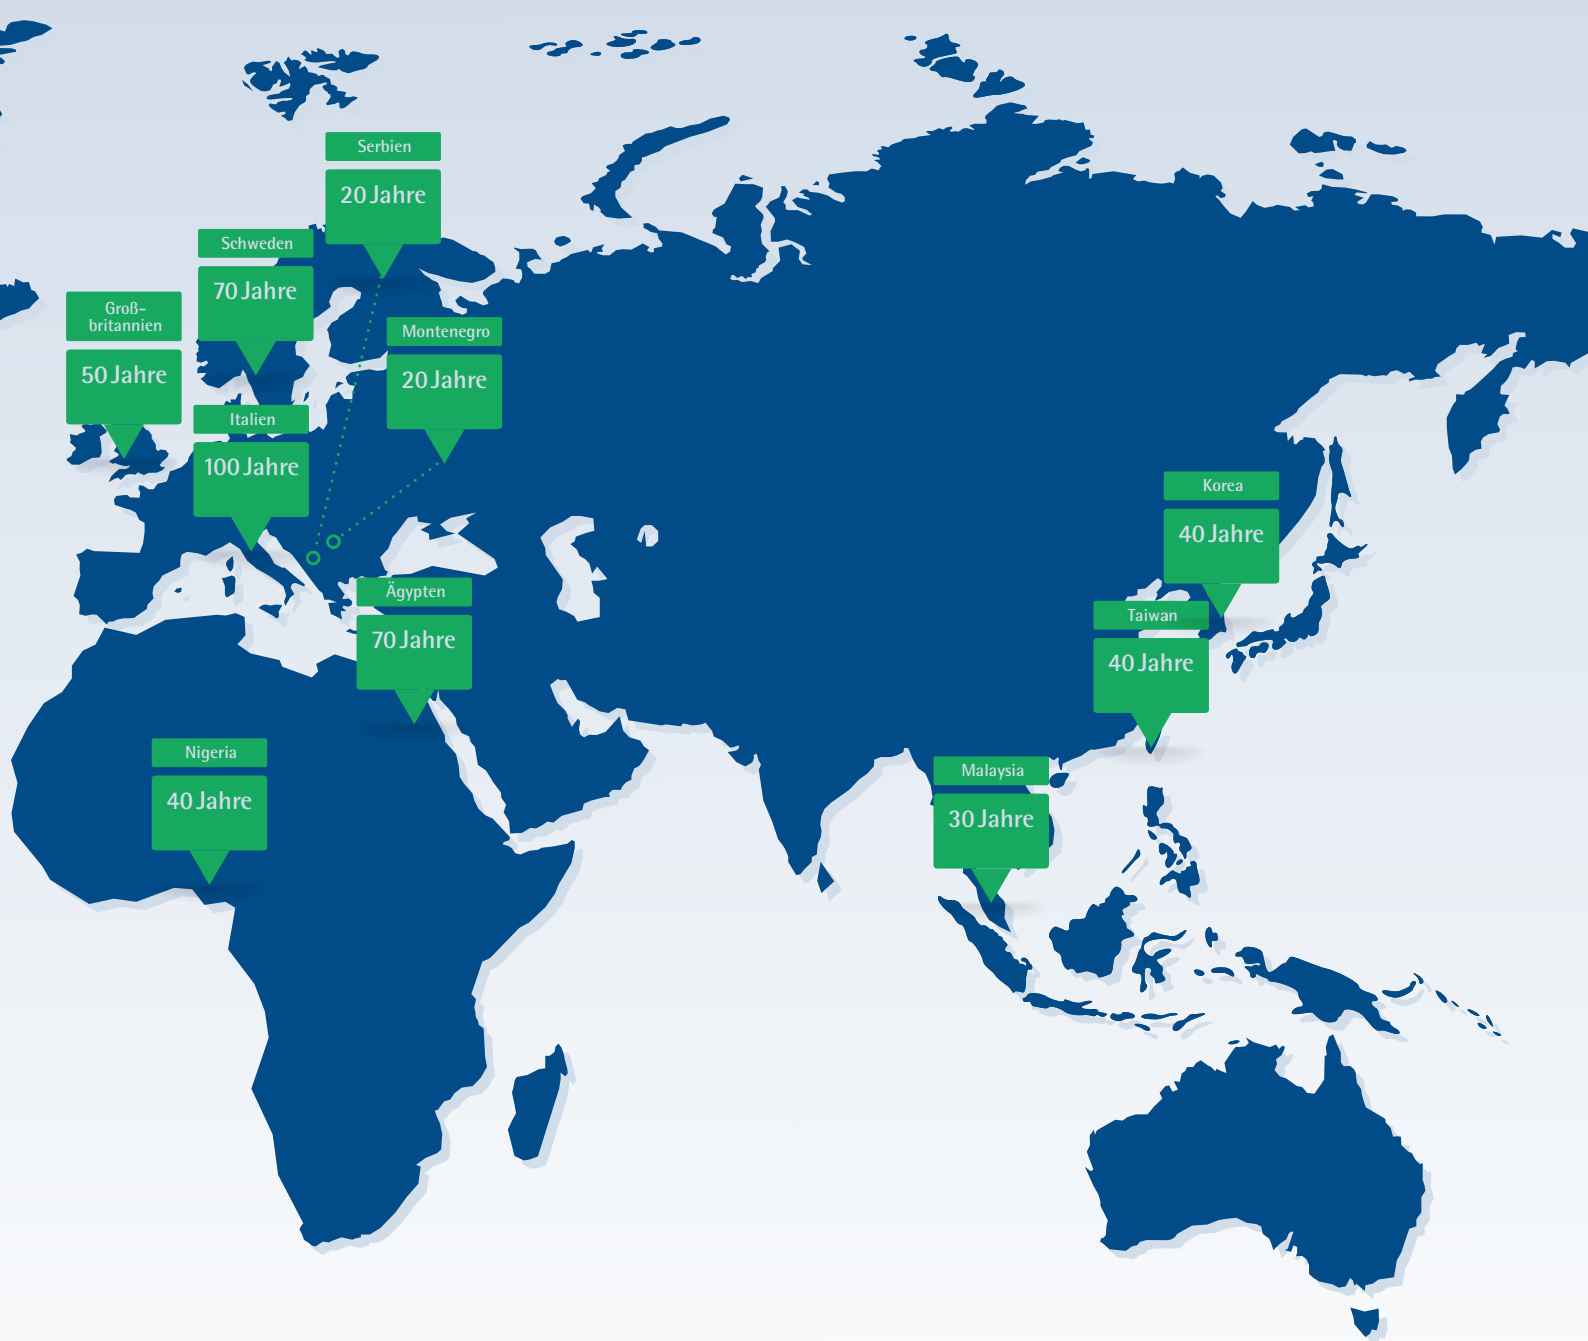 Serbien
20 Jahre
Schweden
70 Jahre
Groß-
britannien
50 Jahre
Montenegro
20 Jahre
Italien
100 Jahre
Korea
40 Jahre
Ägypten
70 Jahre
Taiwan
40 Jahre
Nigeria
40 Jahre
Malaysia
30 Jahre